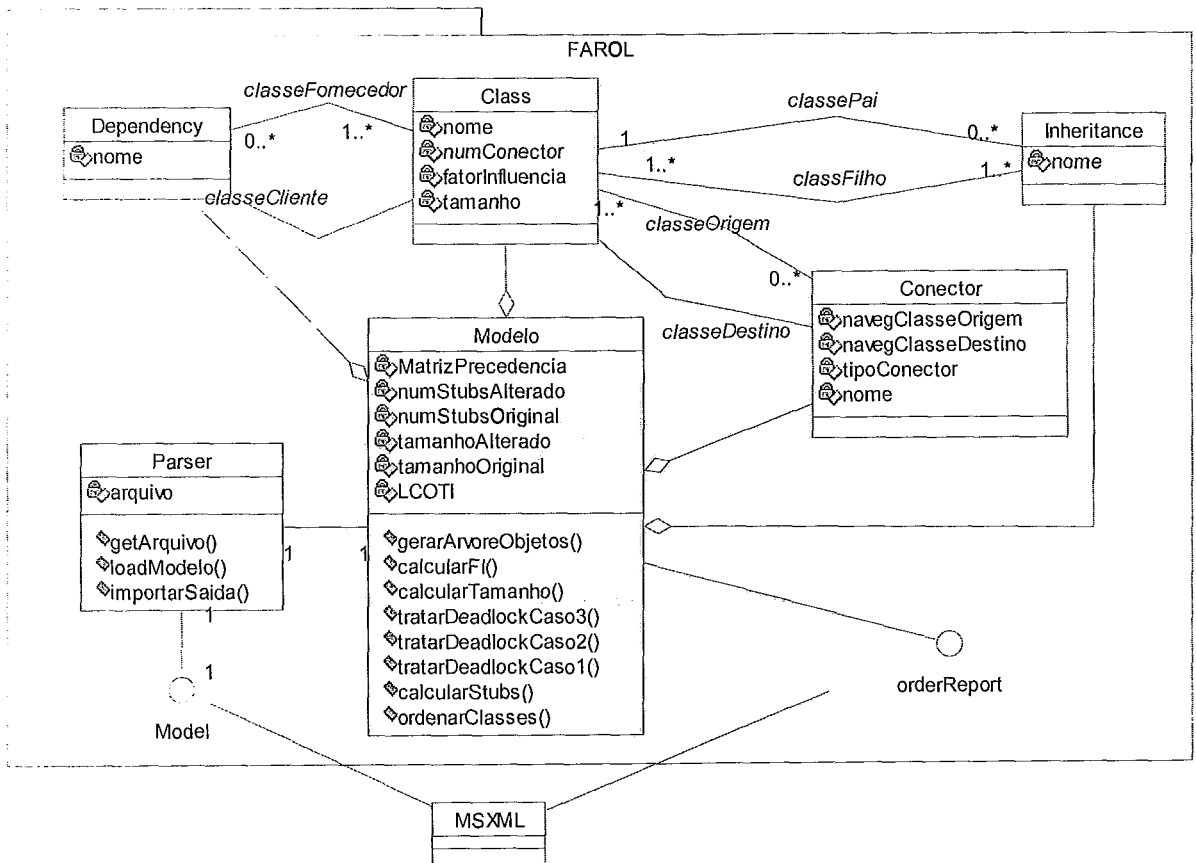 FAROL
classeFornecedor
Class
nome
numConector
fatorInfluencia
tamanho
Dependency
nome
0..*
1..*
classeCliente
classePai
1
0..*
1..*
classFilho
1..*
Inheritance
nome
1..*
classeOrigem
0..*
classeDestino
Conector
navegClasseOrigem
navegClasseDestino
tipoConector
nome
Modelo
MatrizPrecedencia
numStubsAlterado
numStubsOriginal
tamanhoAlterado
tamanhoOriginal
LCOTI
gerarArvoreObjetos()
calcularFI()
calcularTamanho()
tratarDeadlockCaso3()
tratarDeadlockCaso2()
tratarDeadlockCaso1()
calcularStubs()
ordenarClasses()
Parser
arquivo
getArquivo()
loadModelo()
importarSaida()
1
1
1
1
Model
orderReport
MSXML